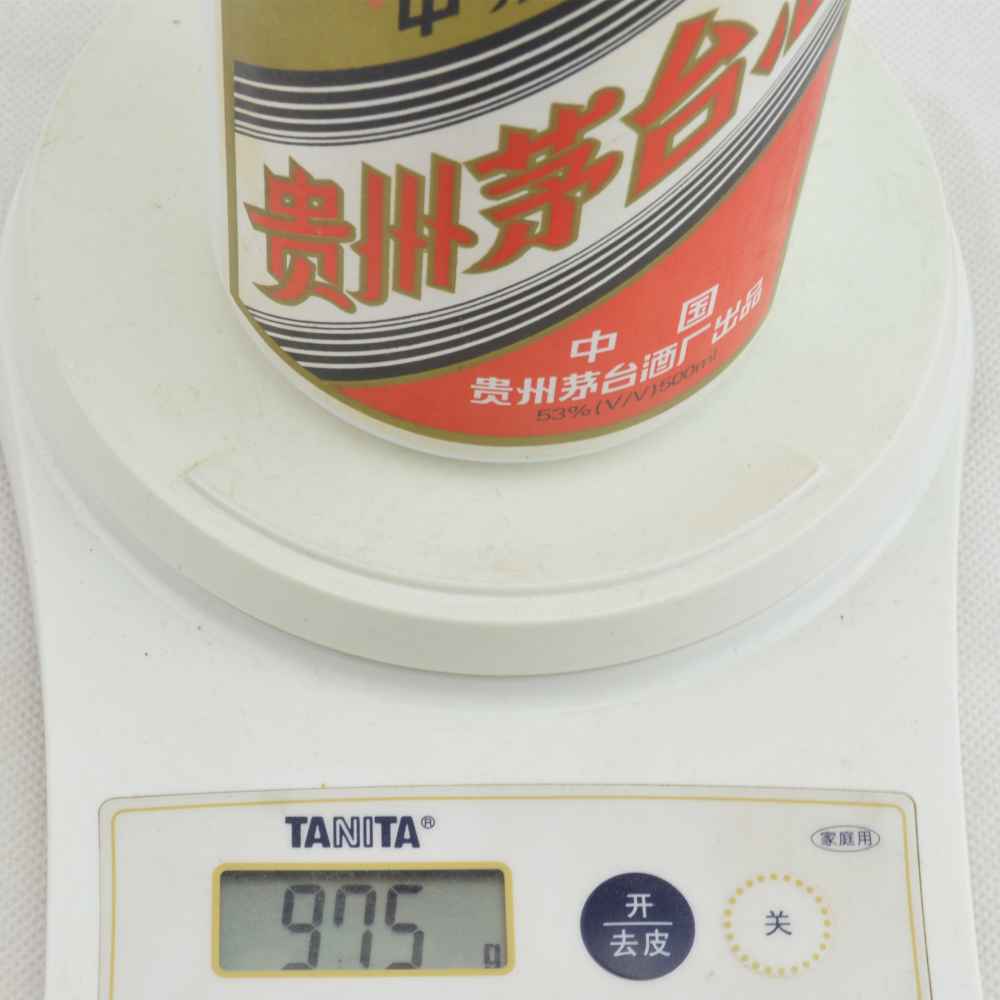 中
贵州茅台酒
中国
贵州茅台酒厂出品
53%(V/V)500ml
TANITA®
家庭用
975 g
开
去皮
关